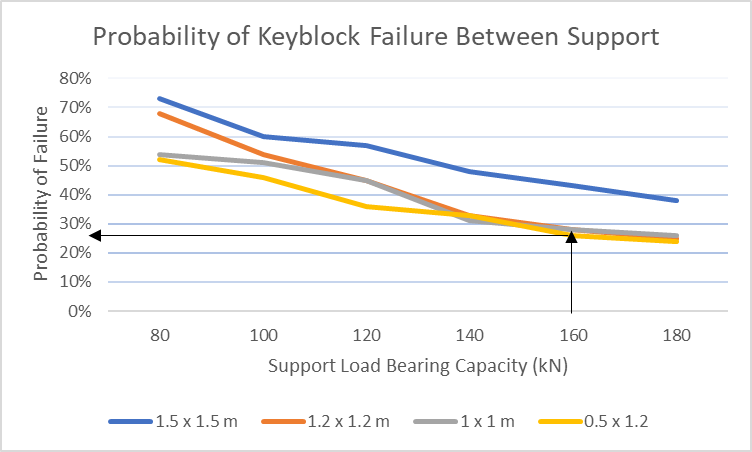 Probability of Keyblock Failure Between Support
Probability of Failure
80%
70%
60%
50%
40%
30%
20%
10%
0%
80 100 120 140 160 180
Support Load Bearing Capacity (kN)
1.5 x 1.5 m 1.2 x 1.2 m 1 x 1 m 0.5 x 1.2